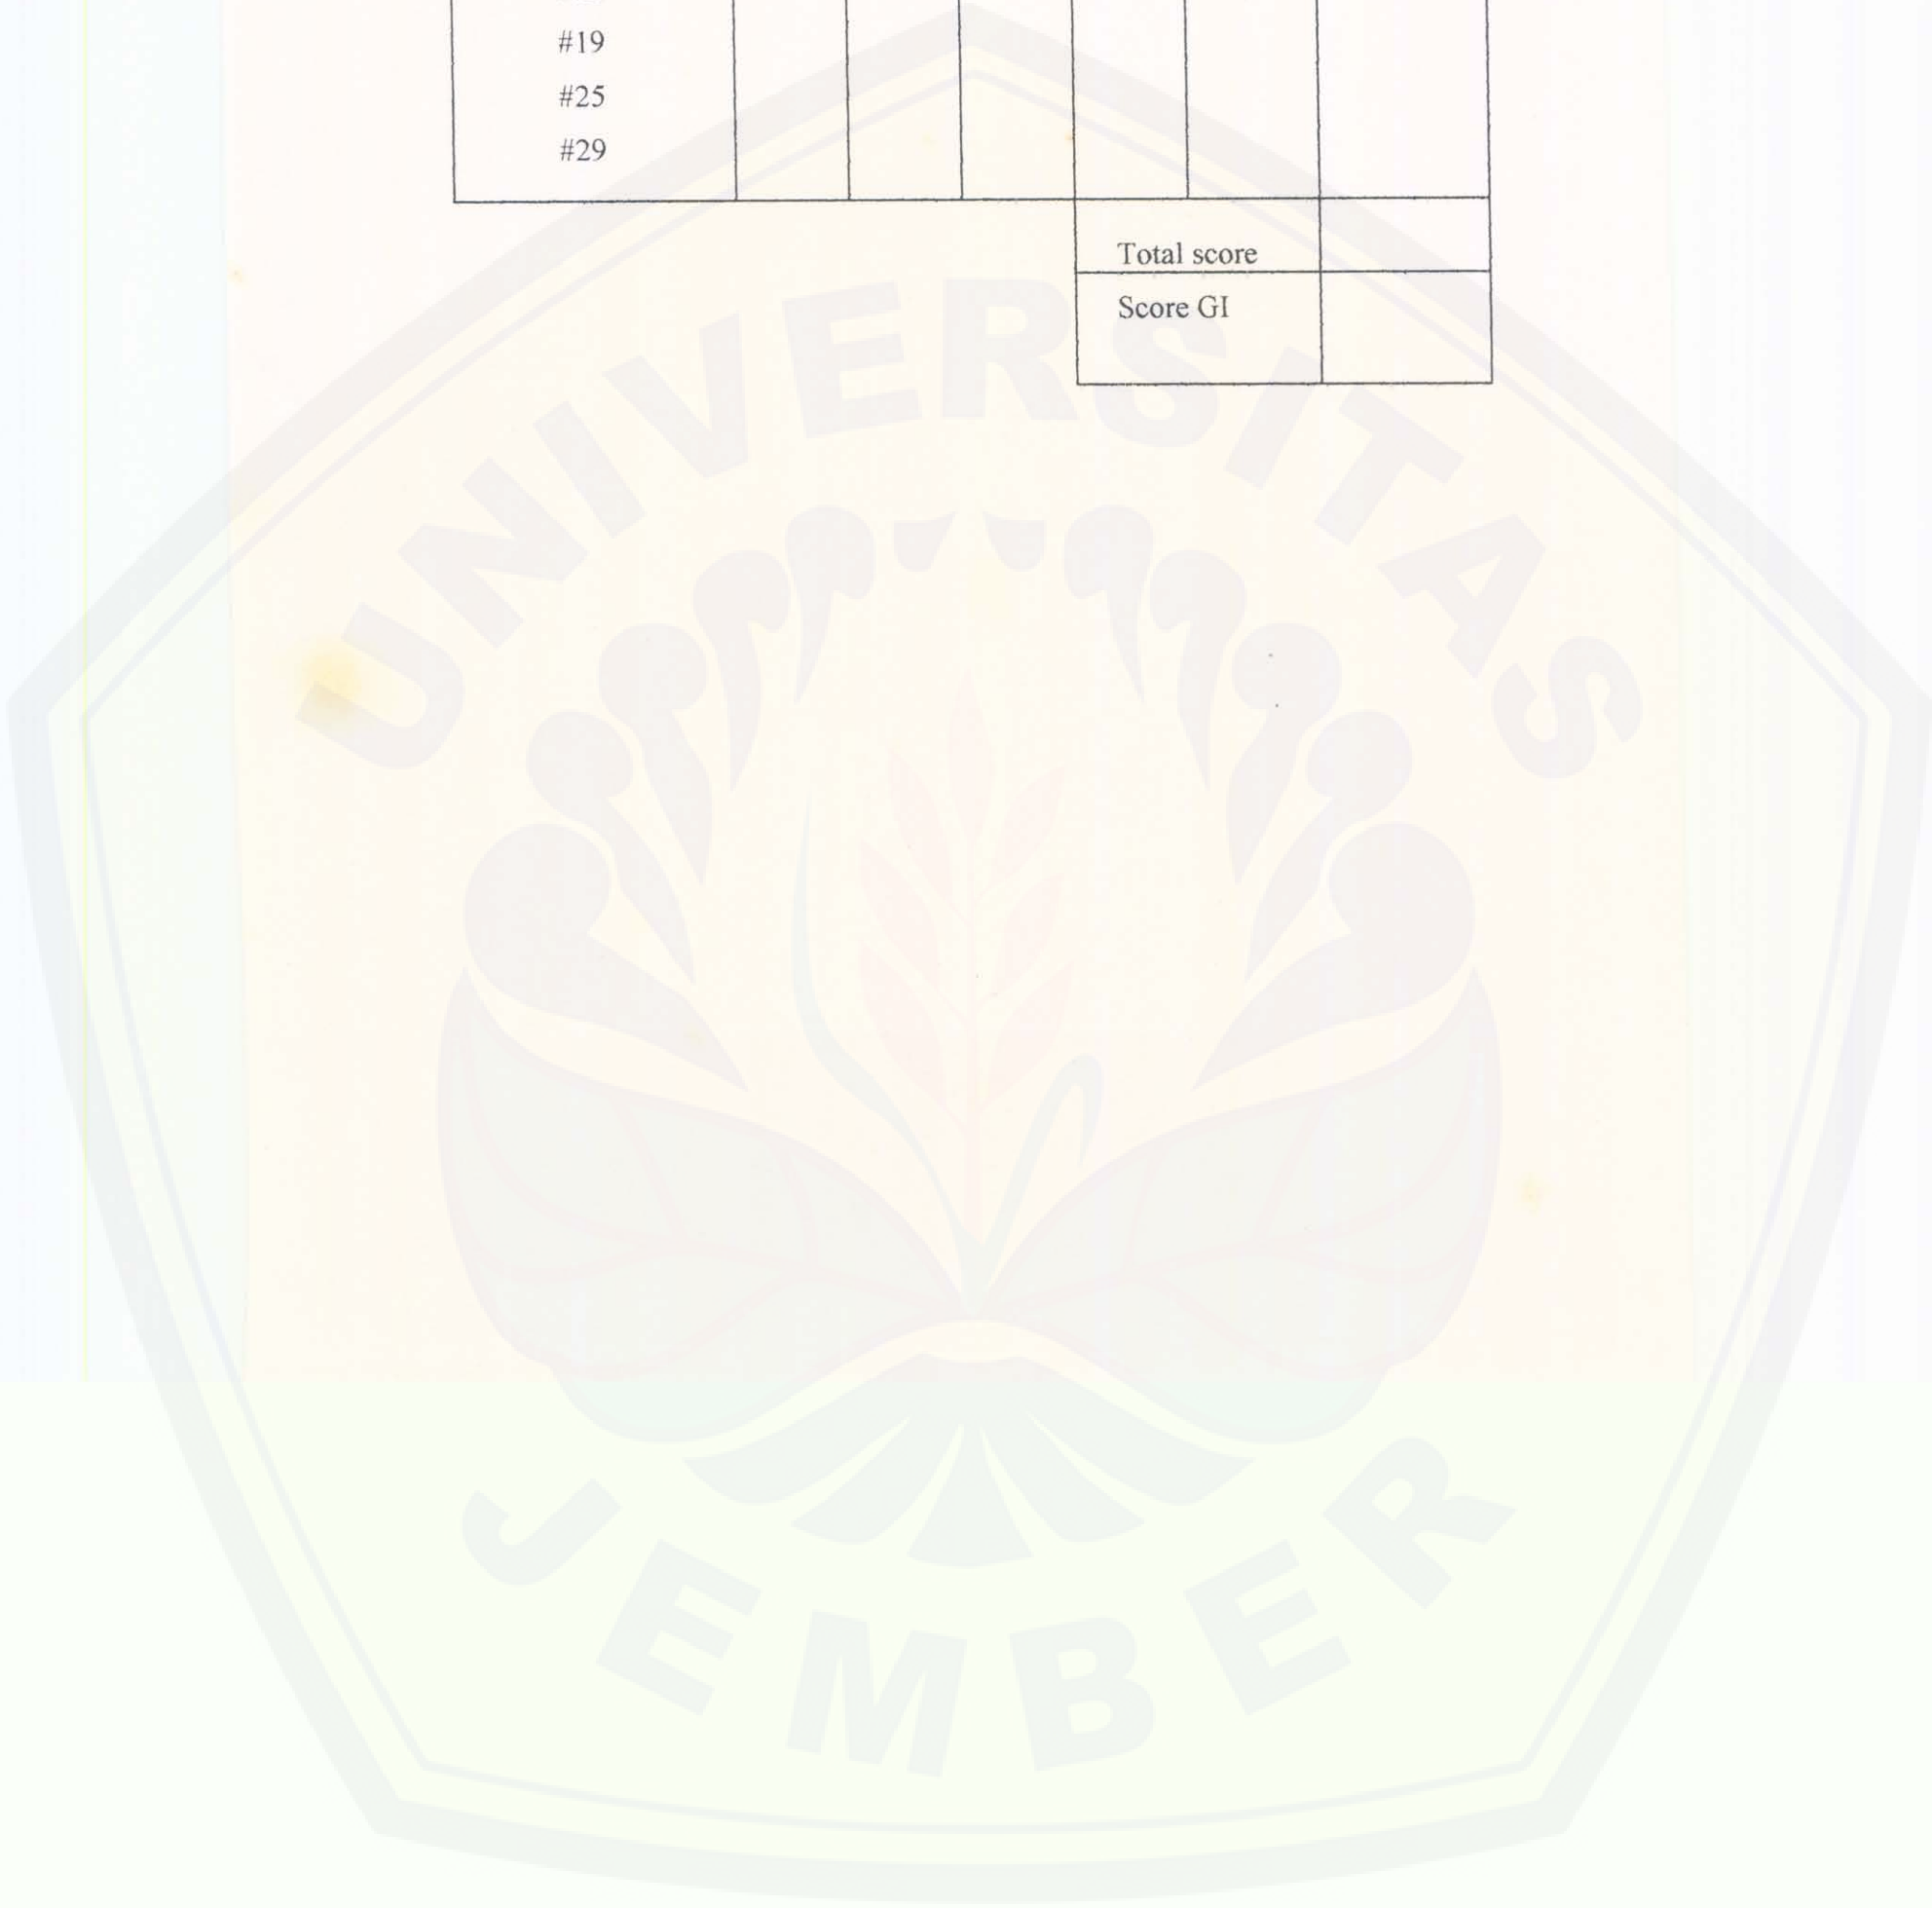 #19
#25
#29
Total score
Score GI
UNIVERSITAS
JEMBER